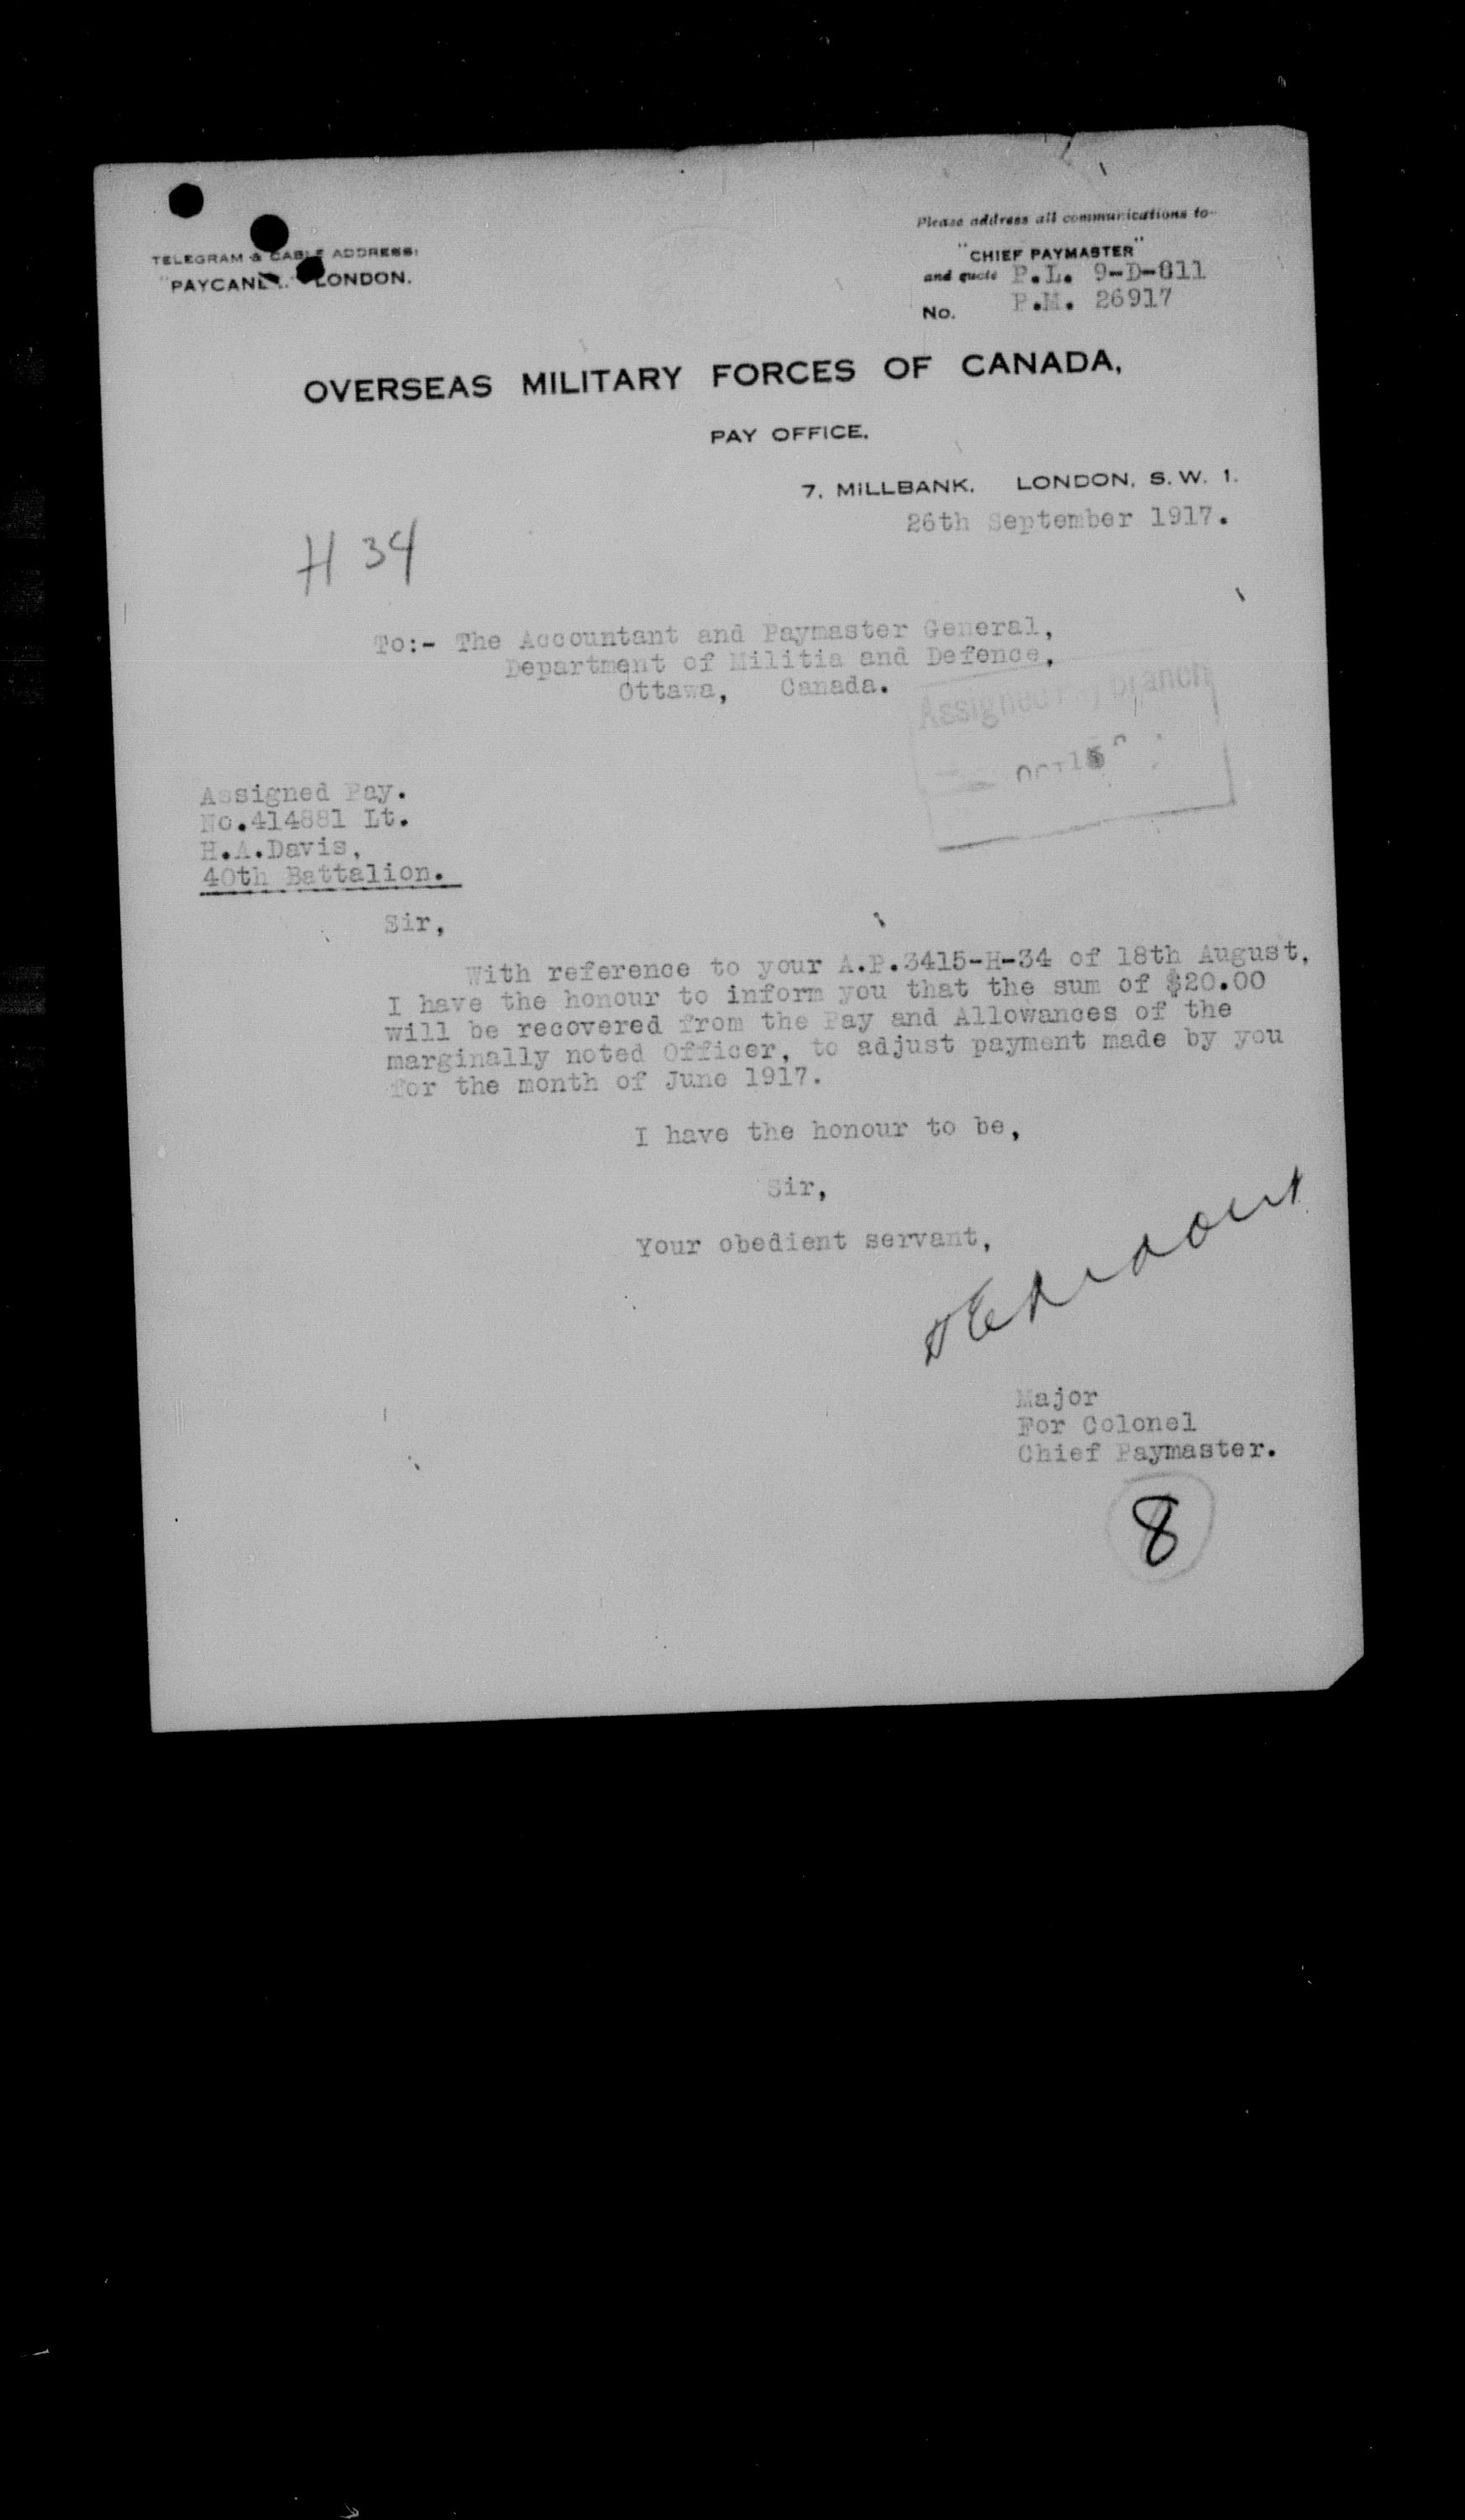 Please address all communications to—
TELEGRAM & CABLE ADDRESS:
"CHIEF PAYMASTER"
LONDON.
and quote P.L. 9-D-811
No. P.M. 26917
OVERSEAS MILITARY FORCES OF CANADA,
PAY OFFICE.
7, MILLBANK, LONDON, S.W. 1.
26th September 1917.
H 34
To:- The Accountant and Paymaster General,
Department of Militia and Defence,
Ottawa, Canada.
Assigned Pay Branch
OCT 15
Assigned Pay.
No.414881 Lt.
H.A.Davis,
40th Battalion.
Sir,
With reference to your A.P.3415-H-34 of 18th August,
I have the honour to inform you that the sum of $20.00
will be recovered from the Pay and Allowances of the
marginally noted Officer, to adjust payment made by you
for the month of June 1917.
I have the honour to be,
Sir,
Your obedient servant,
Major
For Colonel
Chief Paymaster.
8